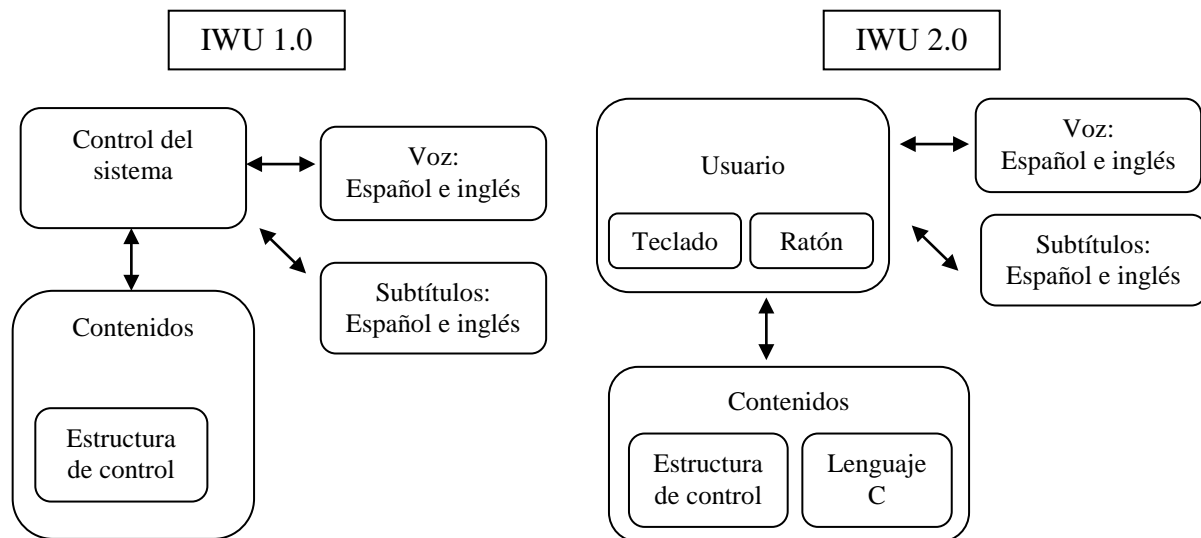 IWU 1.0
Control del
sistema
Voz:
Español e inglés
Subtítulos:
Español e inglés
Contenidos
Estructura
de control
IWU 2.0
Usuario
Teclado
Ratón
Voz:
Español e inglés
Subtítulos:
Español e inglés
Contenidos
Estructura
de control
Lenguaje
C